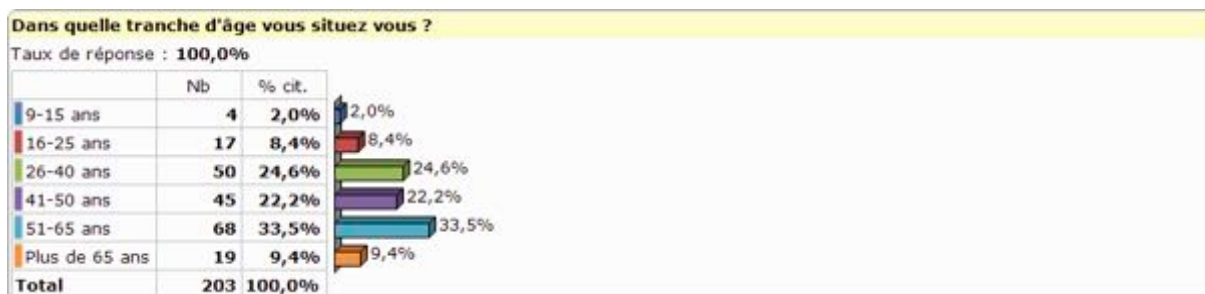 Dans quelle tranche d'âge vous situez vous ?
Taux de réponse : 100,0%
Nb % cit.
9-15 ans 4 2,0% 2,0%
16-25 ans 17 8,4% 8,4%
26-40 ans 50 24,6% 24,6%
41-50 ans 45 22,2% 22,2%
51-65 ans 68 33,5% 33,5%
Plus de 65 ans 19 9,4% 9,4%
Total 203 100,0%